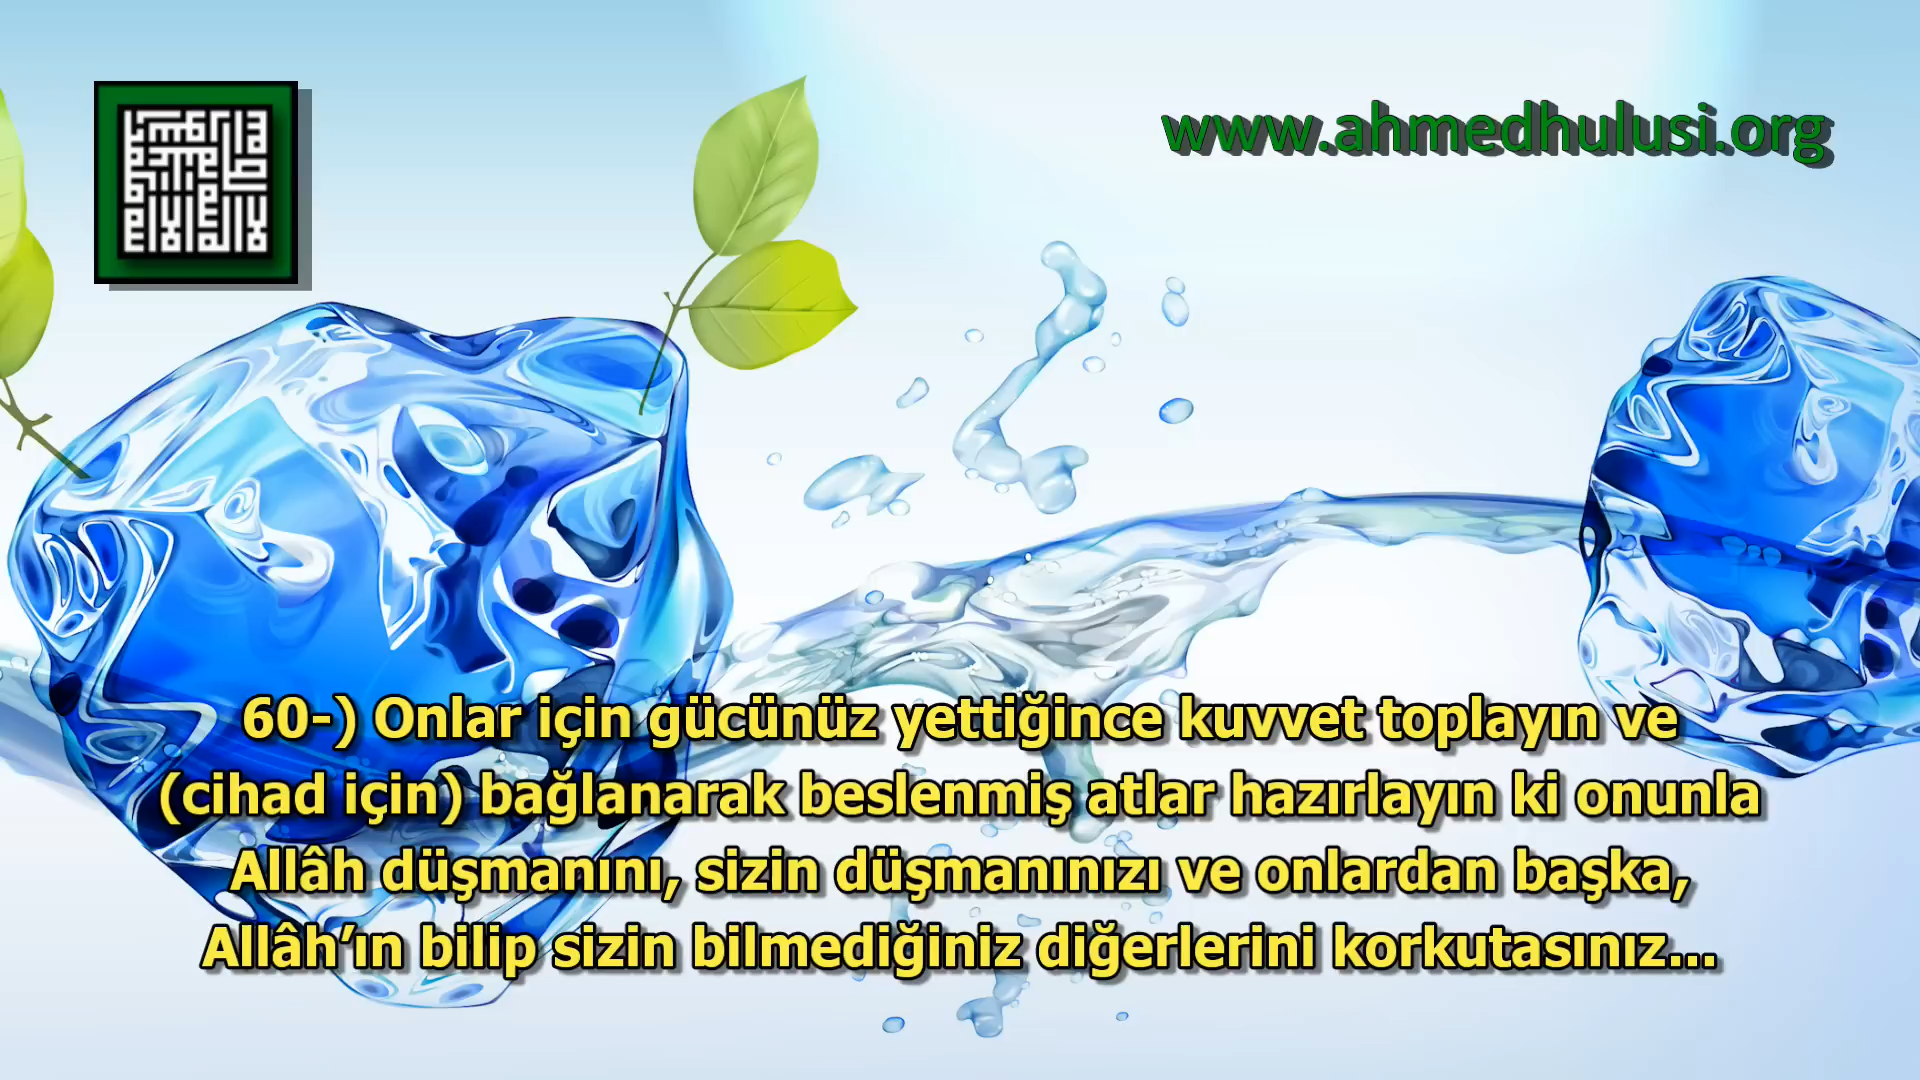 www.ahmedhulusi.org
60-) Onlar için gücünüz yettiğince kuvvet toplayın ve
(cihad için) bağlanarak beslenmiş atlar hazırlayın ki onunla
Allâh düşmanını, sizin düşmanınızı ve onlardan başka,
Allâh’ın bilip sizin bilmediğiniz diğerlerini korkutasınız...